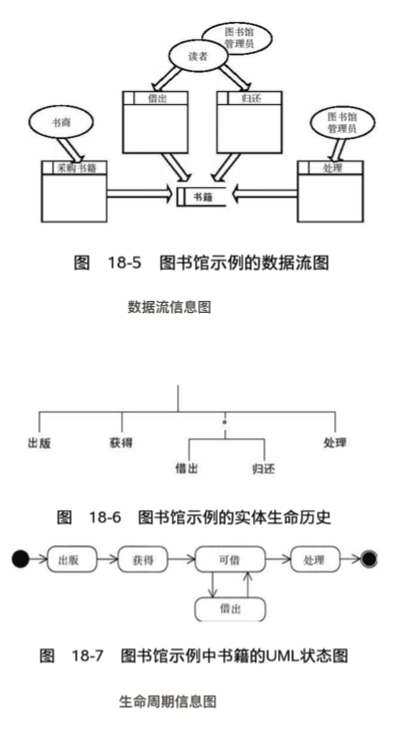 图书馆
管理员
读者
借出
归还
书商
图书馆
管理员
采购书籍
书籍
处理
图 18-5 图书馆示例的数据流图
数据流信息图
*
出版
获得
处理
借出
归还
图 18-6 图书馆示例的实体生命历史
出版
获得
可借
处理
借出
图 18-7 图书馆示例中书籍的UML状态图
生命周期信息图